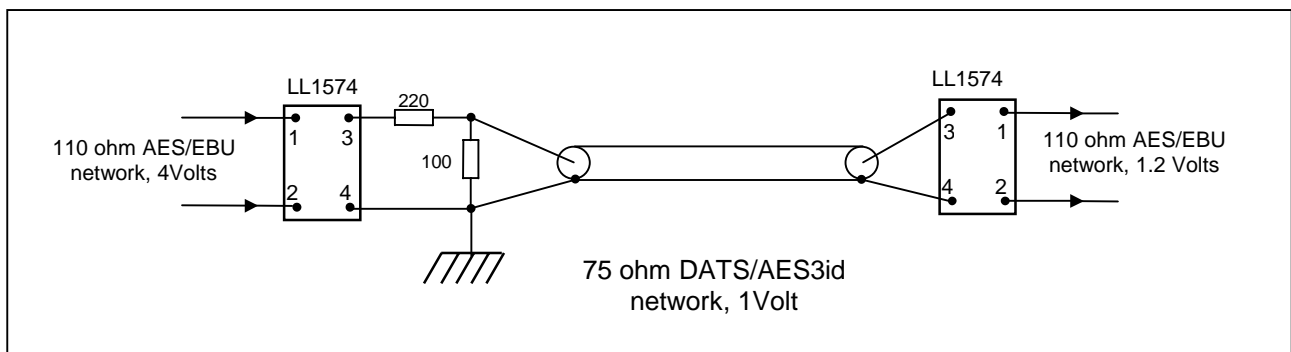 LL1574
220
110 ohm AES/EBU
network, 4Volts
1
3
100
2
4
75 ohm DATS/AES3id
network, 1Volt
LL1574
3
1
4
2
110 ohm AES/EBU
network, 1.2 Volts